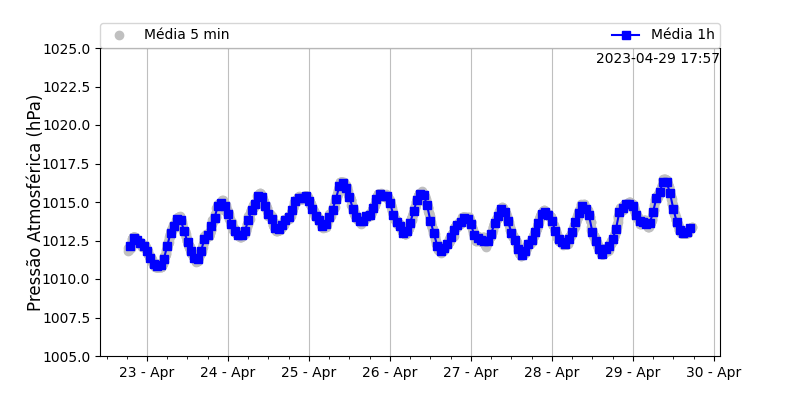 Média 5 min
Média 1h
2023-04-29 17:57
Pressão Atmosférica (hPa)
1025.0
1022.5
1020.0
1017.5
1015.0
1012.5
1010.0
1007.5
1005.0
23 - Apr
24 - Apr
25 - Apr
26 - Apr
27 - Apr
28 - Apr
29 - Apr
30 - Apr